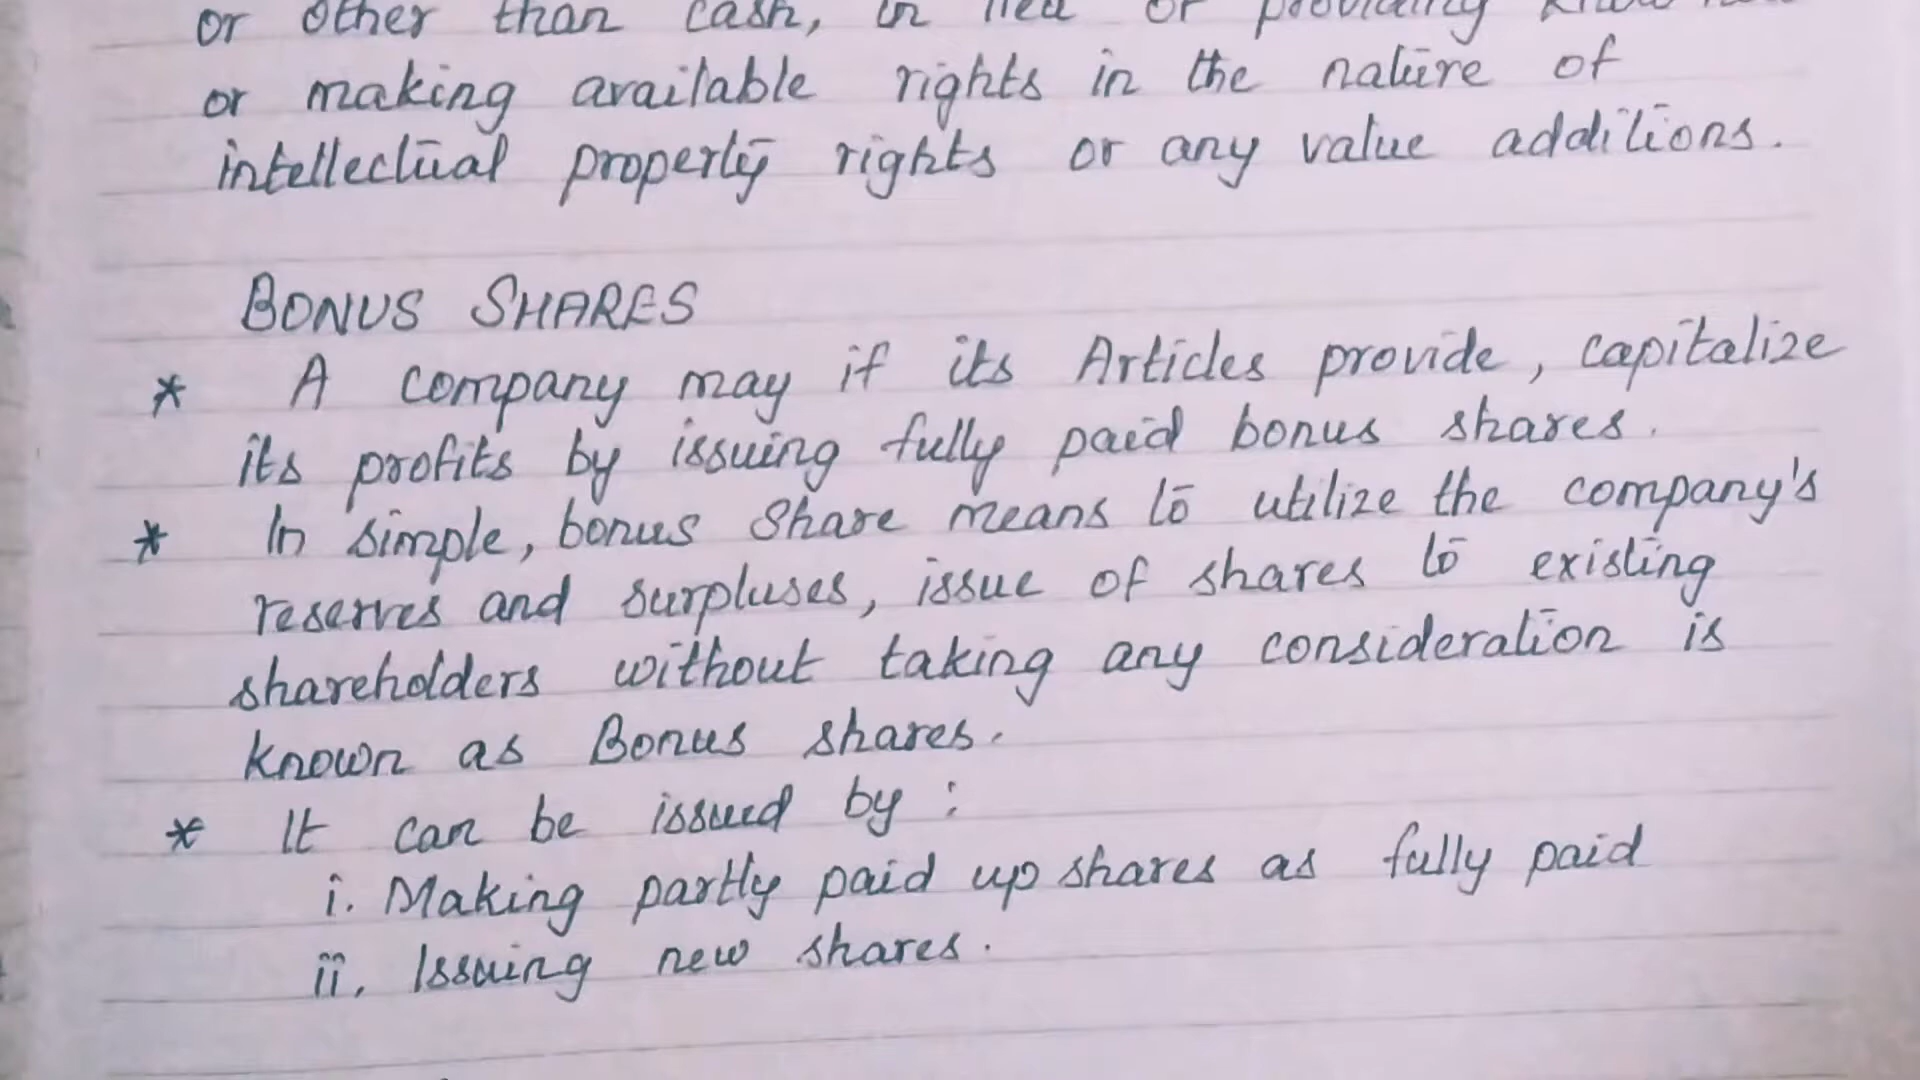 or other than cash, in lieu of providing know how
or making available rights in the nature of
intellectual property rights or any value additions.
BONUS SHARES
* A company may if its Articles provide, capitalize
its profits by issuing fully paid bonus shares.
* In simple, bonus Share means to utilize the company's
reserves and surpluses, issue of shares to existing
shareholders without taking any consideration is
known as Bonus shares.
* It can be issued by :
i. Making partly paid up shares as fully paid
ii. Issuing new shares.